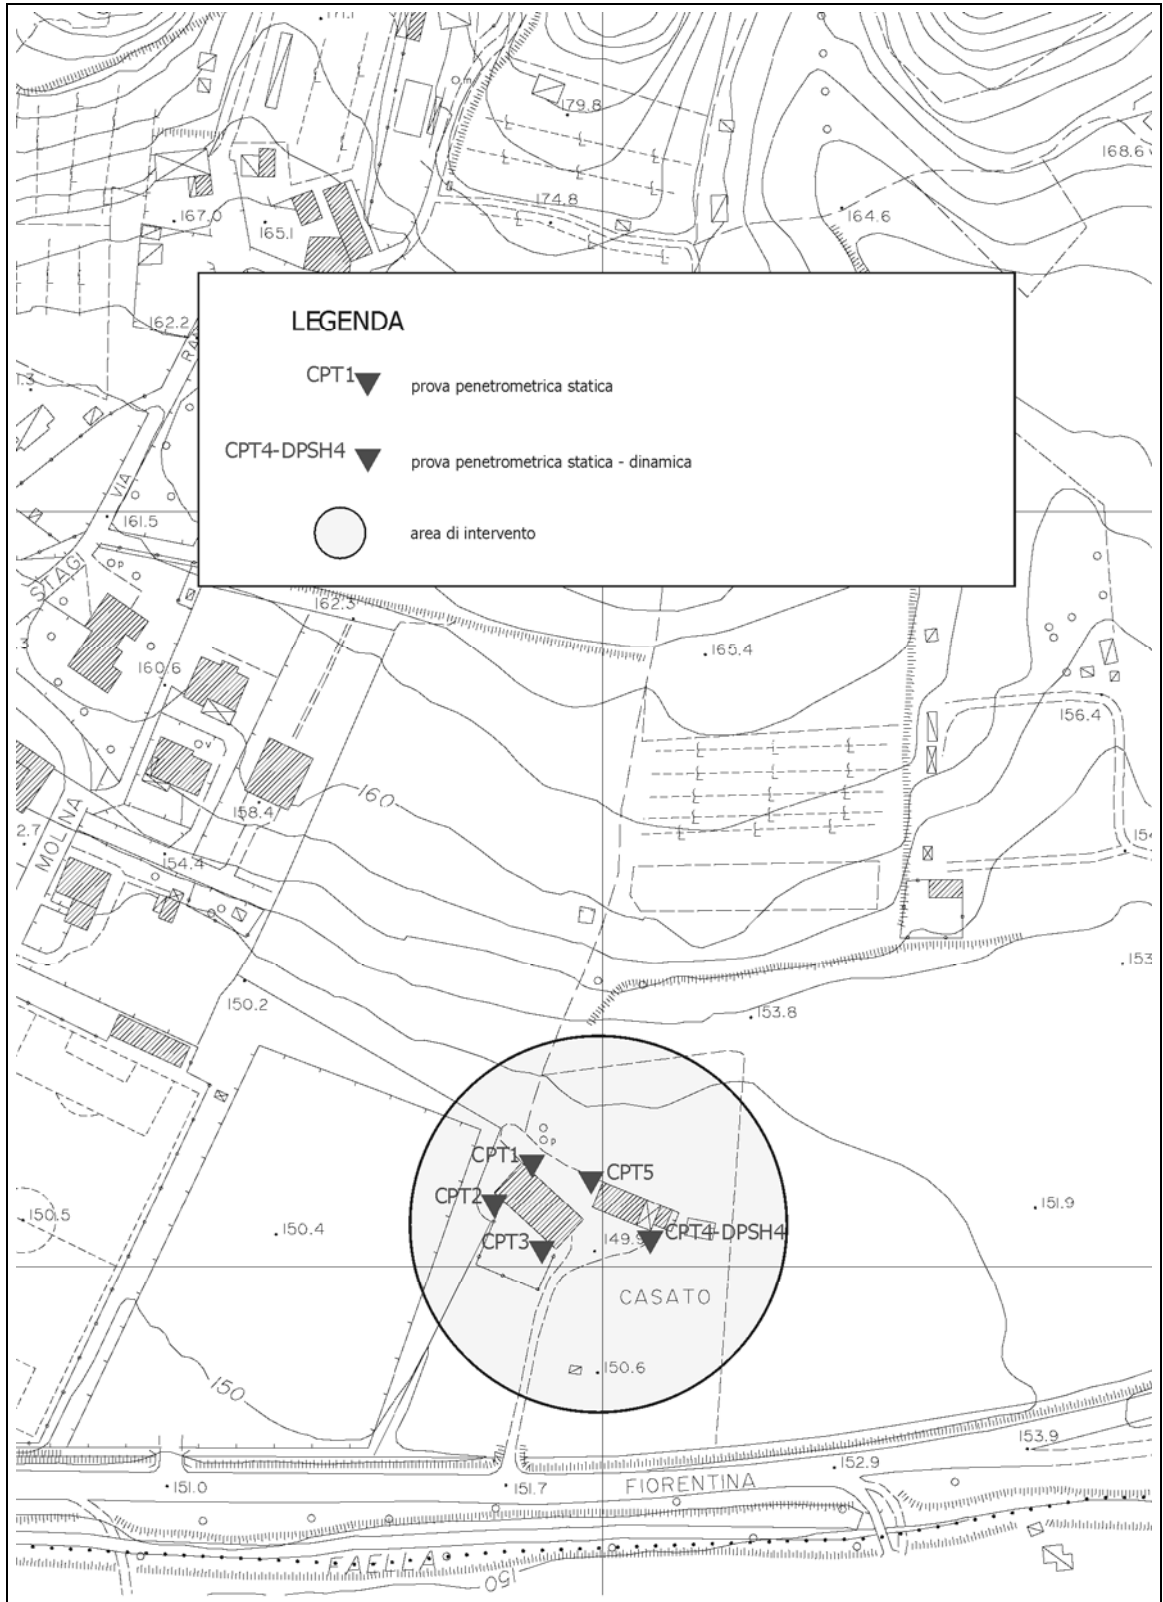 171.1
m
179.8
168.6
174.8
167.0
164.6
165.1
162.2
LEGENDA
CPT1
prova penetrometrica statica
CPT4-DPSH4
prova penetrometrica statica - dinamica
VIA
161.5
area di intervento
p
STAGI
162.3
165.4
160.6
156.4
v
160
158.4
MOLINA
154.4
150.2
153.8
p
CPT1
CPT5
CPT2
151.9
150.5
150.4
CPT3
149.9
CPT4-DPSH4
CASATO
150.6
150
153.9
152.9
151.0
151.7
FIORENTINA
FAELLA
150